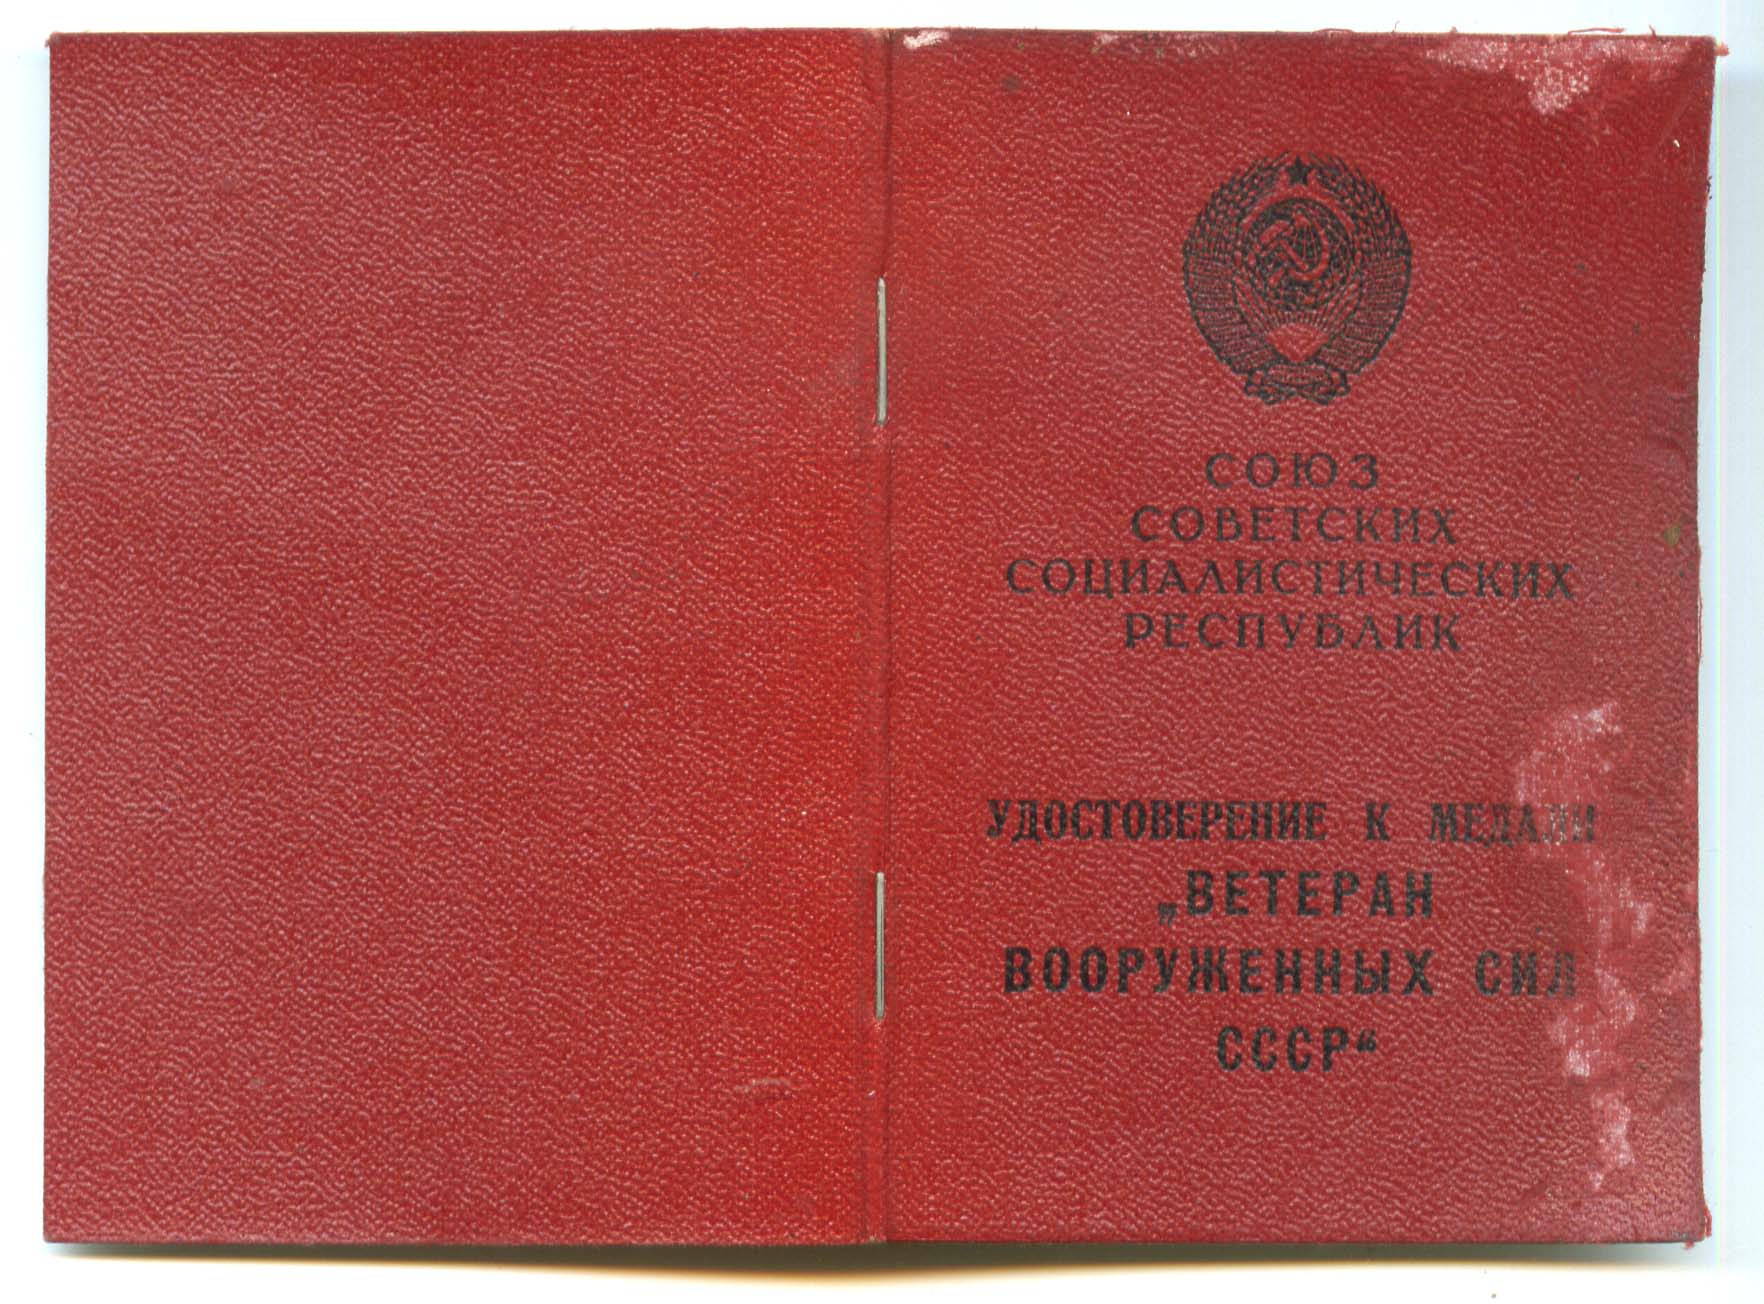 СОЮЗ
СОВЕТСКИХ
СОЦИАЛИСТИЧЕСКИХ
РЕСПУБЛИК
УДОСТОВЕРЕНИЕ К МЕДАЛИ
„ВЕТЕРАН
ВООРУЖЕННЫХ СИЛ
СССР“